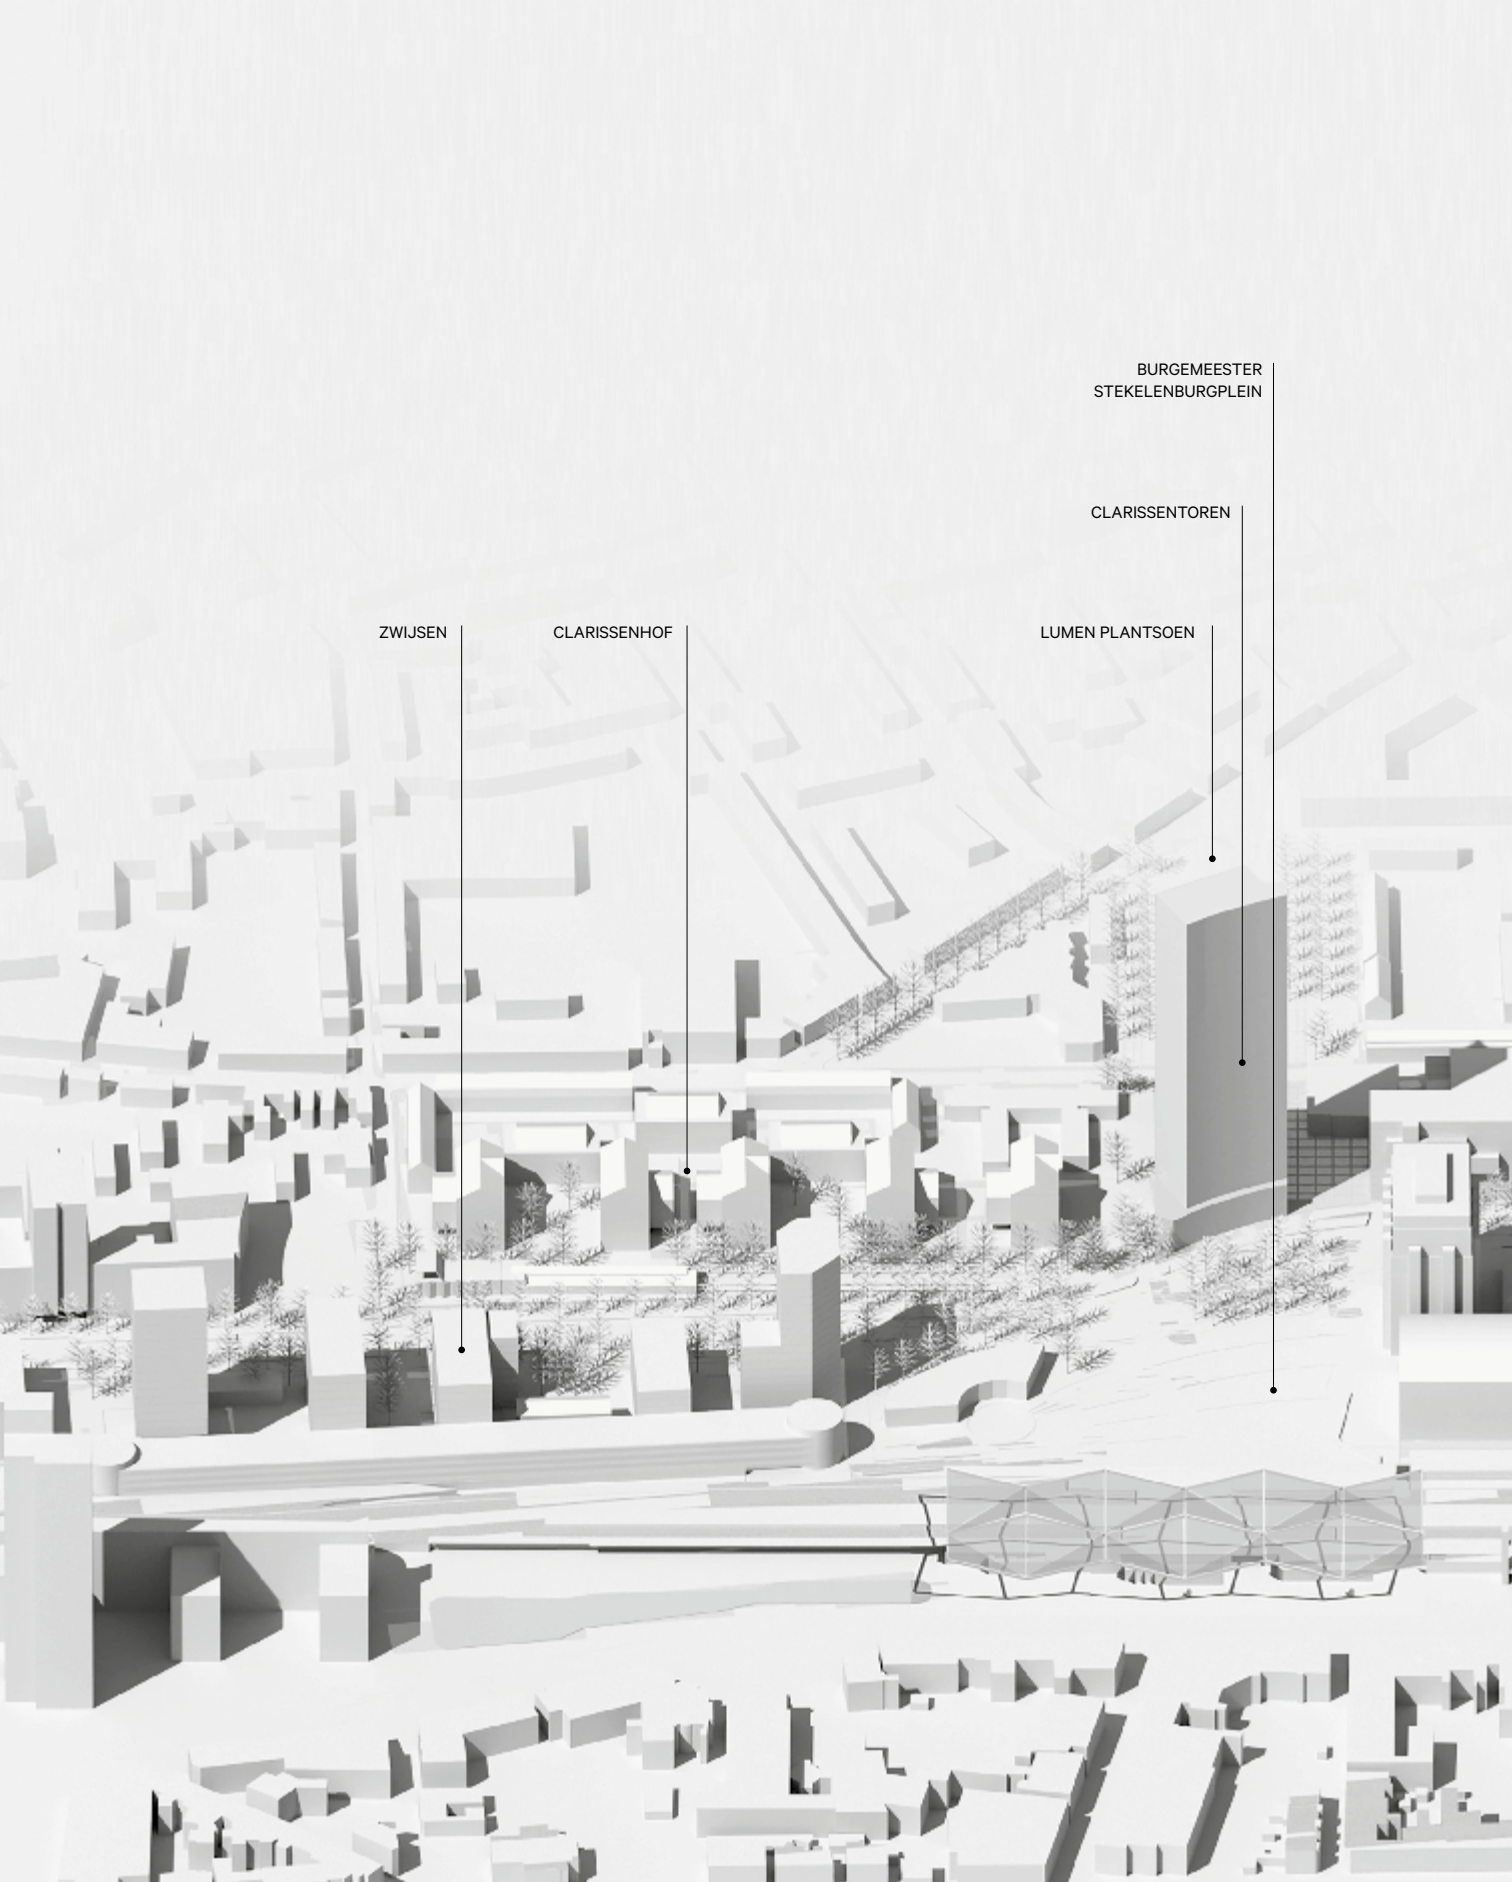 BURGEMEESTER
STEKELENBURGPLEIN
CLARISSENTOREN
ZWIJSEN
CLARISSENHOF
LUMEN PLANTSOEN